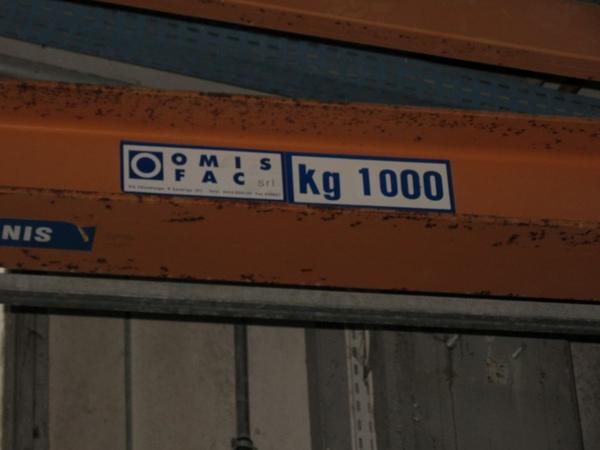 OMIS
FAC srl
kg 1000
NIS